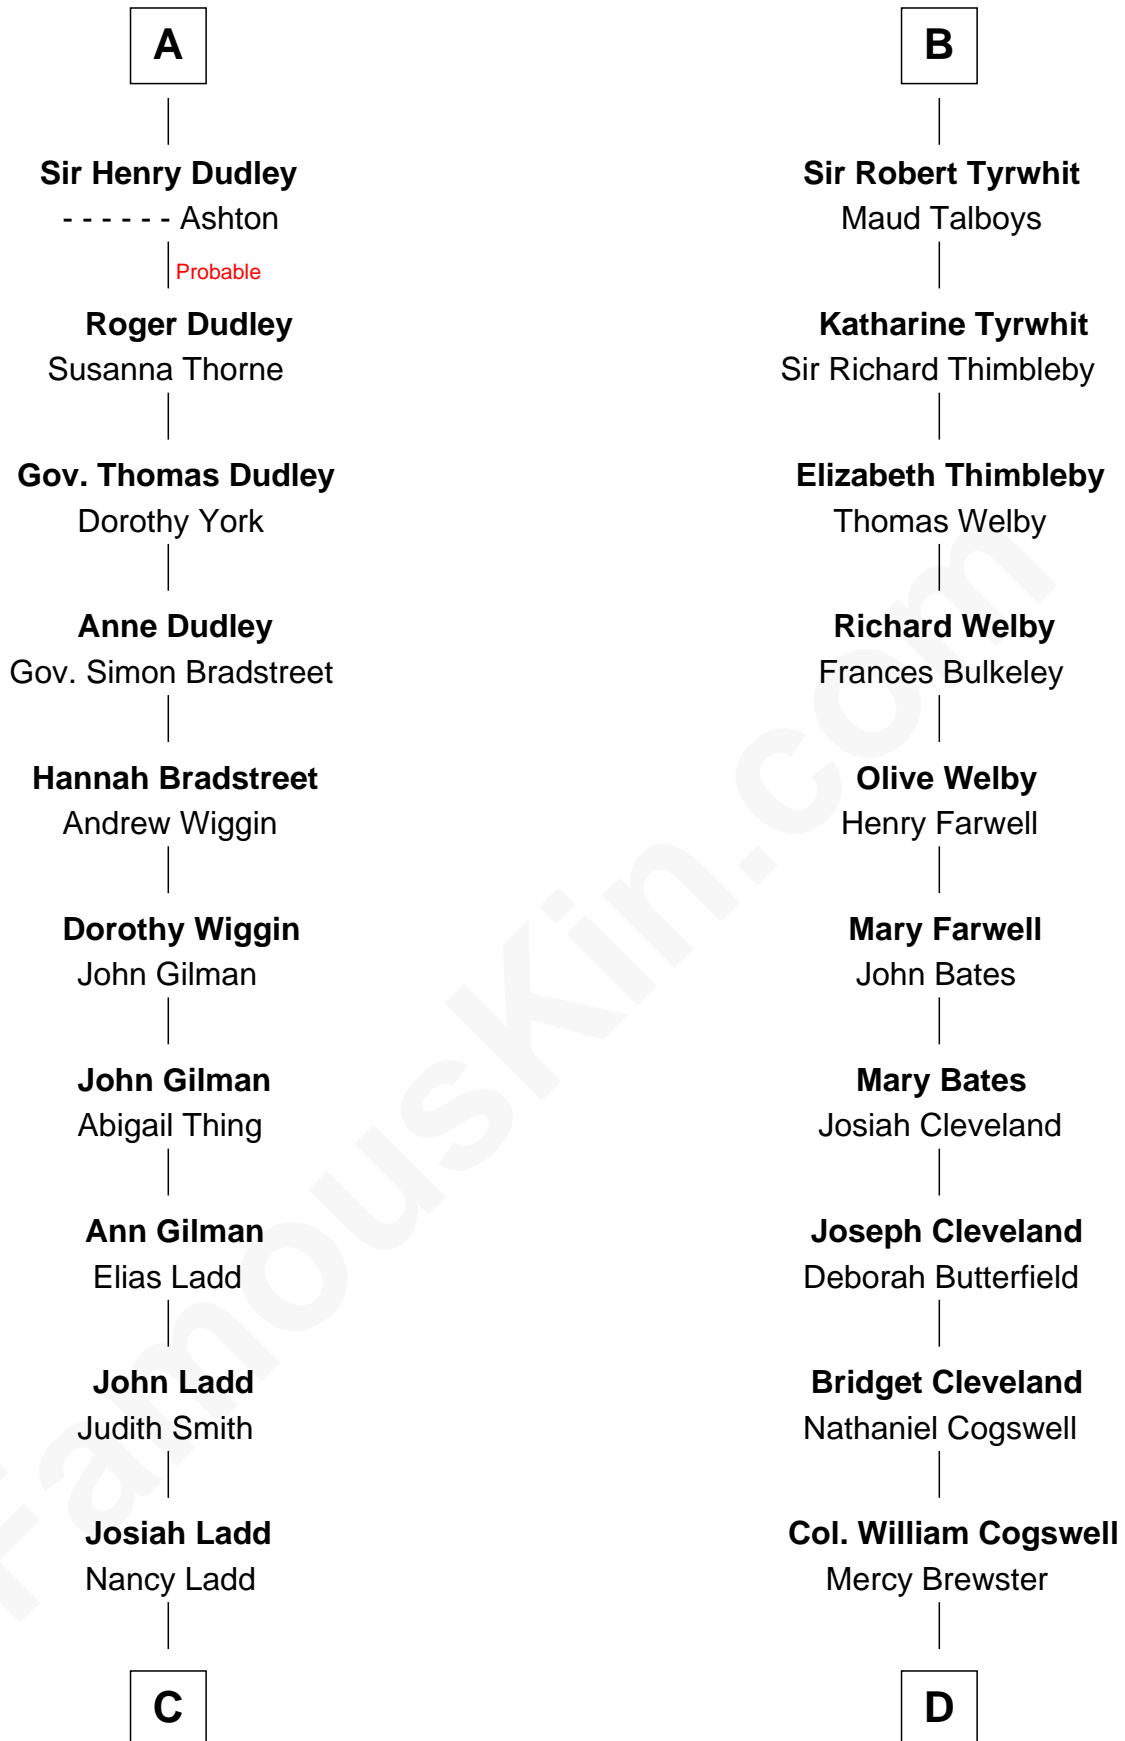 A
Sir Henry Dudley
- - - - - - Ashton
Probable
Roger Dudley
Susanna Thorne
Gov. Thomas Dudley
Dorothy York
Anne Dudley
Gov. Simon Bradstreet
Hannah Bradstreet
Andrew Wiggin
Dorothy Wiggin
John Gilman
John Gilman
Abigail Thing
Ann Gilman
Elias Ladd
John Ladd
Judith Smith
Josiah Ladd
Nancy Ladd
C
B
Sir Robert Tyrwhit
Maud Talboys
Katharine Tyrwhit
Sir Richard Thimbleby
Elizabeth Thimbleby
Thomas Welby
Richard Welby
Frances Bulkeley
Olive Welby
Henry Farwell
Mary Farwell
John Bates
Mary Bates
Josiah Cleveland
Joseph Cleveland
Deborah Butterfield
Bridget Cleveland
Nathaniel Cogswell
Col. William Cogswell
Mercy Brewster
D
FamousKin.com